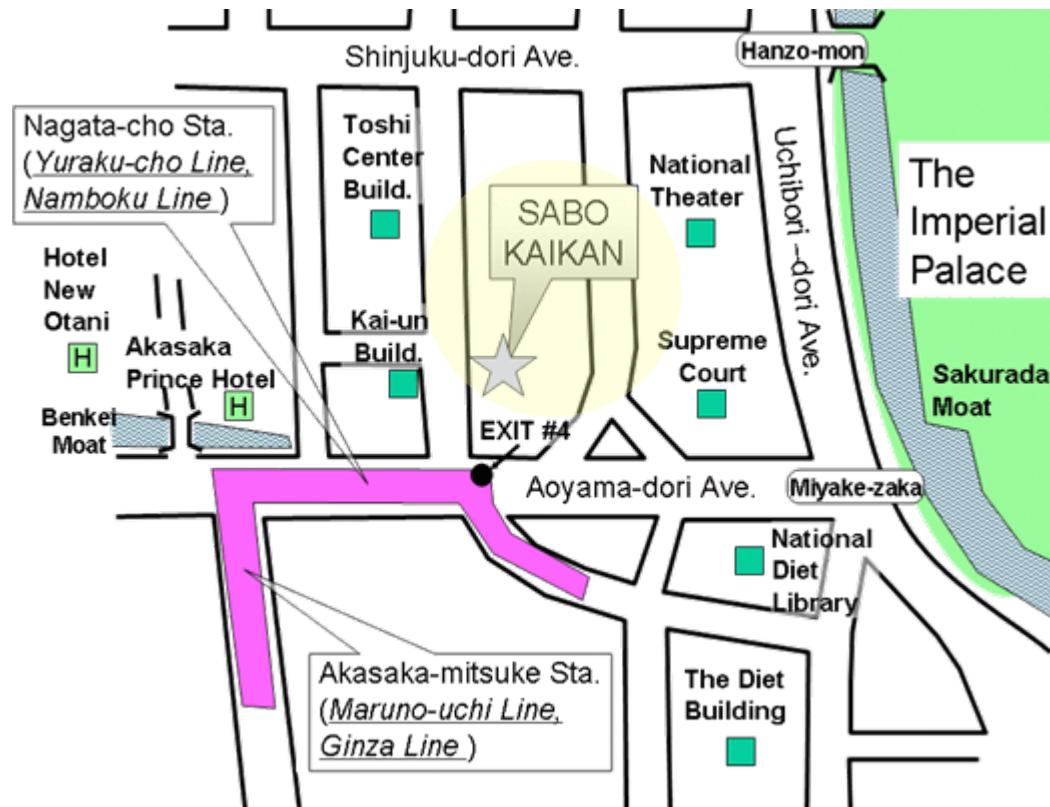 Shinjuku-dori Ave.
Hanzo-mon
Nagata-cho Sta.
(Yuraku-cho Line,
Namboku Line )
Toshi
Center
Build.
SABO
KAIKAN
National
Theater
Uchibori –dori Ave.
The
Imperial
Palace
Hotel
New
Otani
H
Akasaka
Prince Hotel
H
Kai-un
Build.
Supreme
Court
Sakurada
Moat
Benkei
Moat
EXIT #4
Aoyama-dori Ave.
Miyake-zaka
National
Diet
Library
Akasaka-mitsuke Sta.
(Maruno-uchi Line,
Ginza Line )
The Diet
Building